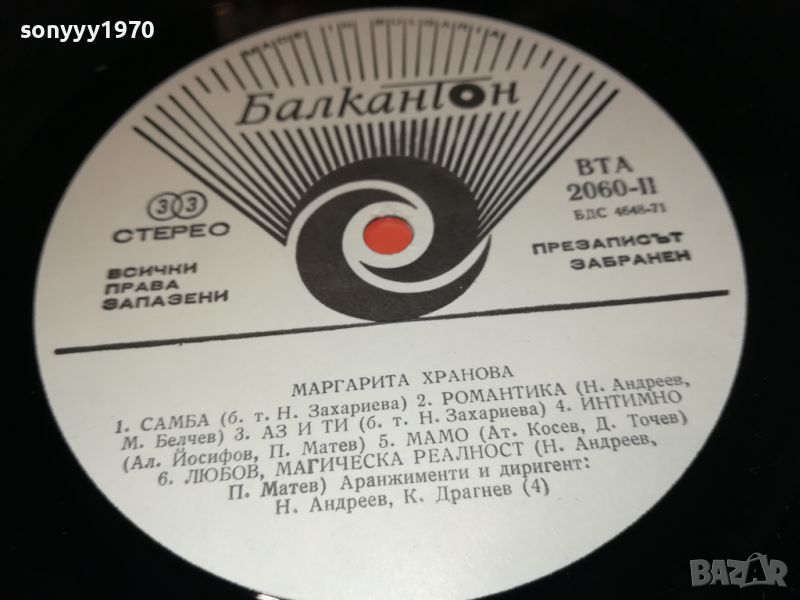 sonyyy1970
Балкантон
33
СТЕРЕО
ВСИЧКИ
ПРАВА
ЗАПАЗЕНИ
ВТА
2060-II
БДС 4648-71
ПРЕЗАПИСЪТ
ЗАБРАНЕН
МАРГАРИТА ХРАНОВА
1. САМБА (б. т. Н. Захариева) 2. РОМАНТИКА (Н. Андреев,
М. Белчев) 3. АЗ И ТИ (б. т. Н. Захариева) 4. ИНТИМНО
(Ал. Йосифов, П. Матев) 5. МАМО (Ат. Косев, Д. Точев)
6. ЛЮБОВ, МАГИЧЕСКА РЕАЛНОСТ (Н. Андреев,
П. Матев) Аранжименти и диригент:
Н. Андреев, К. Драгнев (4)
BAZAR